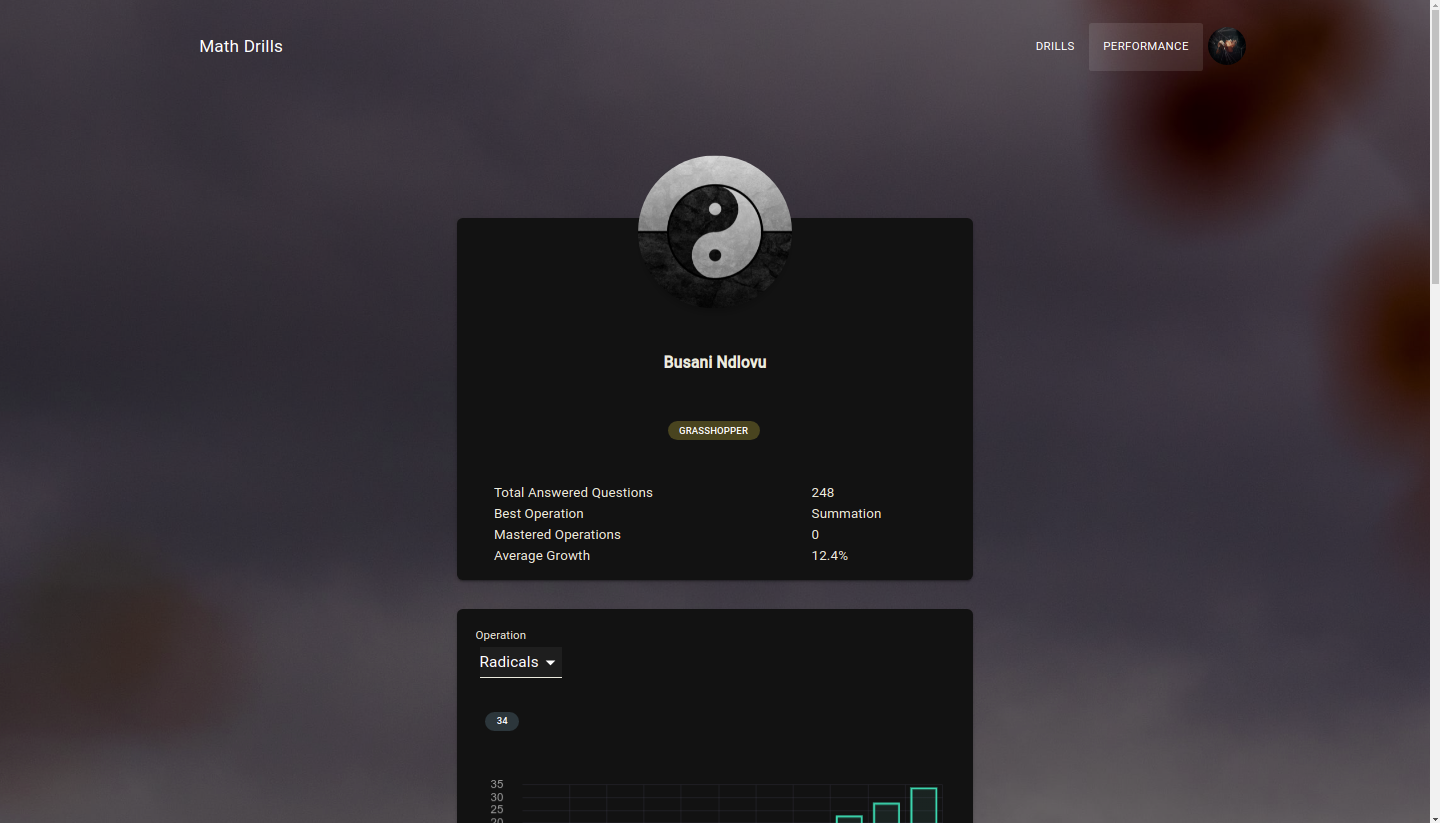 Math Drills
DRILLS
PERFORMANCE
Busani Ndlovu
GRASSHOPPER
Total Answered Questions 248
Best Operation Summation
Mastered Operations 0
Average Growth 12.4%
Operation
Radicals
34
35
30
25
20